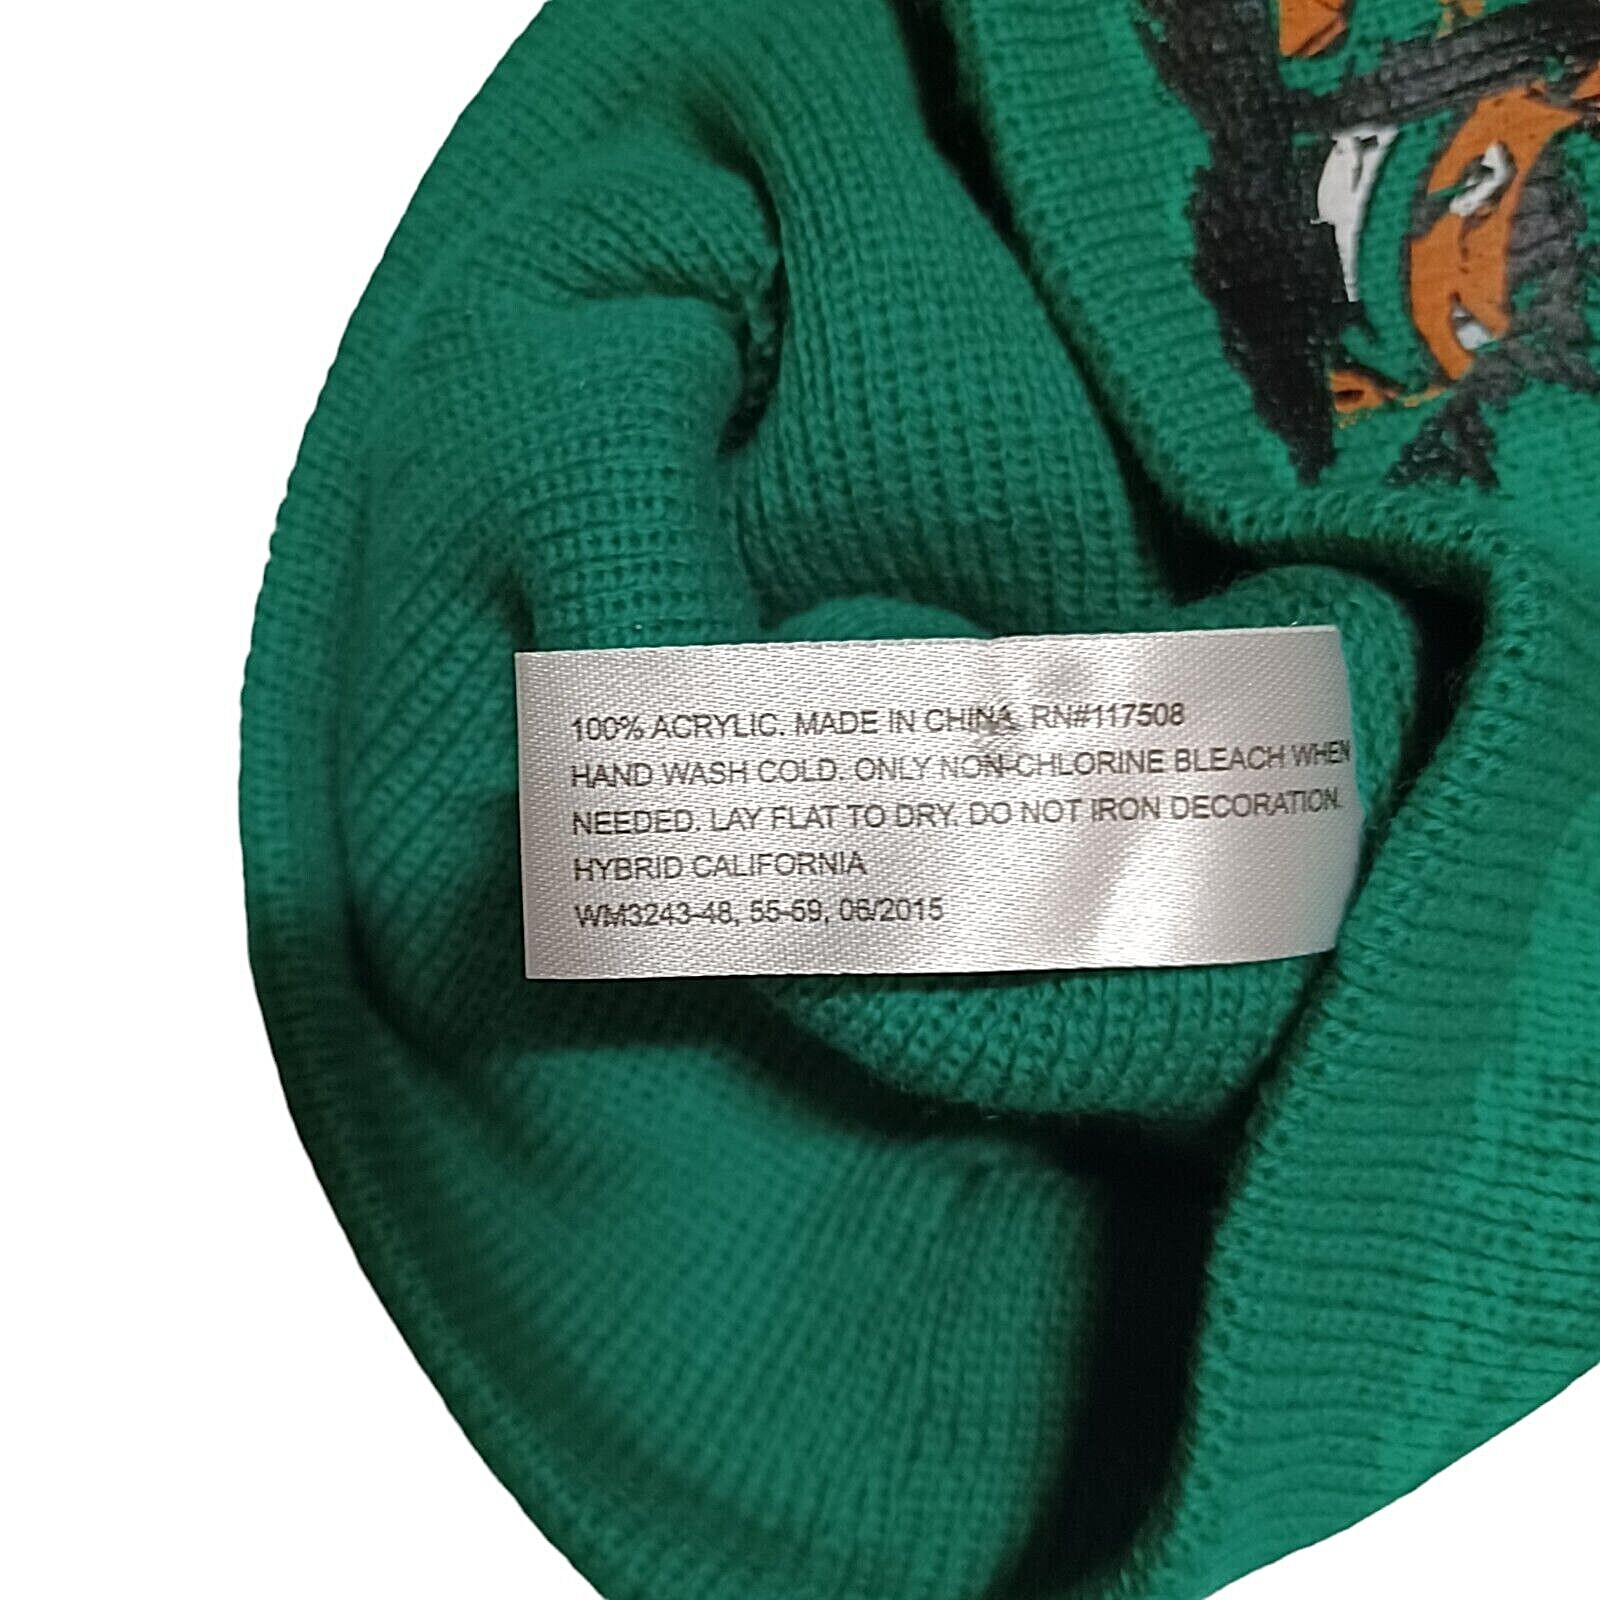 100% ACRYLIC. MADE IN CHINA. RN#117508
HAND WASH COLD. ONLY NON-CHLORINE BLEACH WHEN
NEEDED. LAY FLAT TO DRY. DO NOT IRON DECORATION.
HYBRID CALIFORNIA
WM3243-48, 55-59, 06/2015